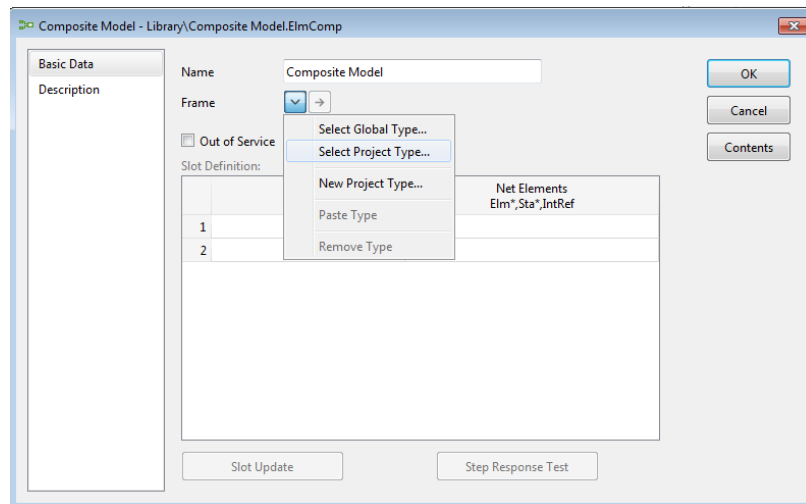 Composite Model - Library\Composite Model.ElmComp
Basic Data
Description
Name
Composite Model
Frame
Select Global Type...
Select Project Type...
New Project Type...
Paste Type
Remove Type
Out of Service
Slot Definition:
Net Elements
Elm*,Sta*,IntRef
1
2
Slot Update
Step Response Test
OK
Cancel
Contents